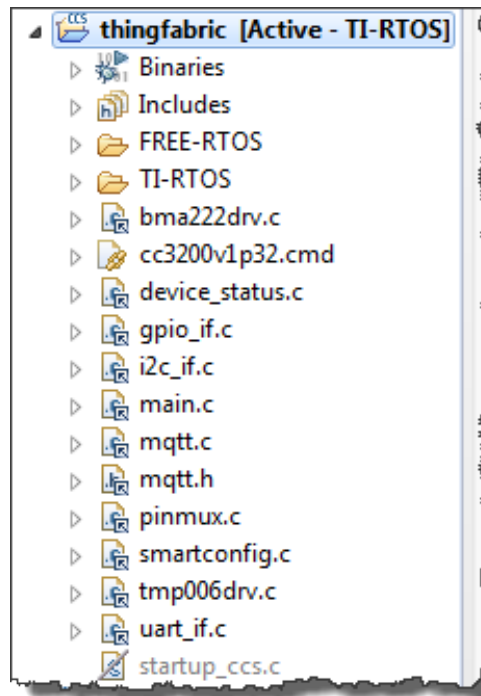 thingfabric [Active - TI-RTOS]
Binaries
Includes
FREE-RTOS
TI-RTOS
bma222drv.c
cc3200v1p32.cmd
device_status.c
gpio_if.c
i2c_if.c
main.c
mqtt.c
mqtt.h
pinmux.c
smartconfig.c
tmp006drv.c
uart_if.c
startup_ccs.c